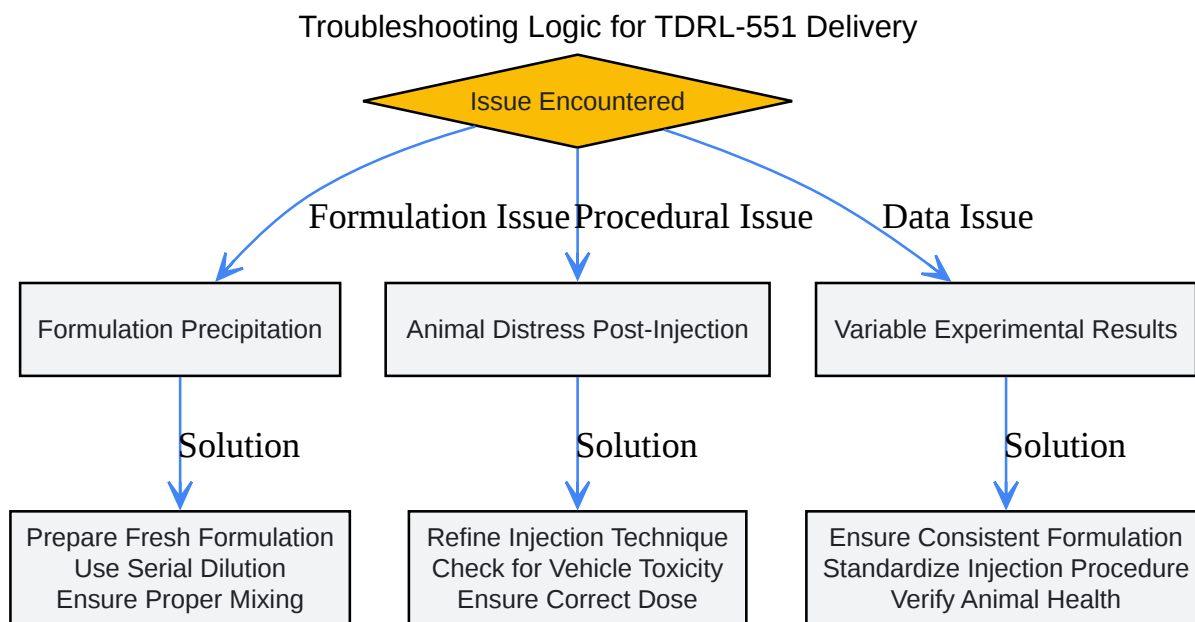 Troubleshooting Logic for TDRL-551 Delivery
Issue Encountered
Formulation Issue
Procedural Issue
Data Issue
Formulation Precipitation
Animal Distress Post-Injection
Variable Experimental Results
Solution
Solution
Solution
Prepare Fresh Formulation
Use Serial Dilution
Ensure Proper Mixing
Refine Injection Technique
Check for Vehicle Toxicity
Ensure Correct Dose
Ensure Consistent Formulation
Standardize Injection Procedure
Verify Animal Health